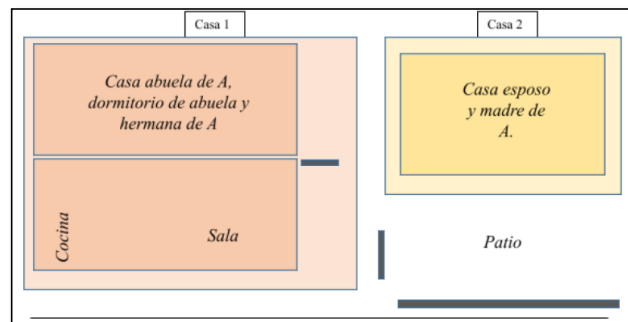 Casa 1
Casa 2
Casa abuela de A,
dormitorio de abuela y
hermana de A
Casa esposo
y madre de
A.
Cocina
Sala
Patio